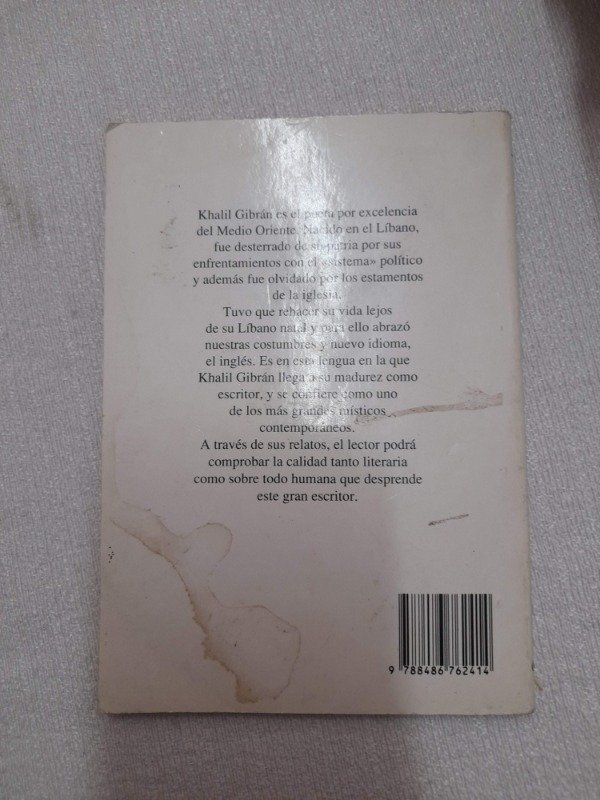 Khalil Gibrán es el poeta por excelencia
del Medio Oriente. Nacido en el Líbano,
fue desterrado de su patria por sus
enfrentamientos con el «sistema» político
y además fue olvidado por los estamentos
de la iglesia.
Tuvo que rehacer su vida lejos
de su Líbano natal y para ello abrazó
nuestras costumbres y nuevo idioma,
el inglés. Es en esta lengua en la que
Khalil Gibrán llega a su madurez como
escritor, y se confiere como uno
de los más grandes místicos
contemporáneos.
A través de sus relatos, el lector podrá
comprobar la calidad tanto literaria
como sobre todo humana que desprende
este gran escritor.
9 788486 762414